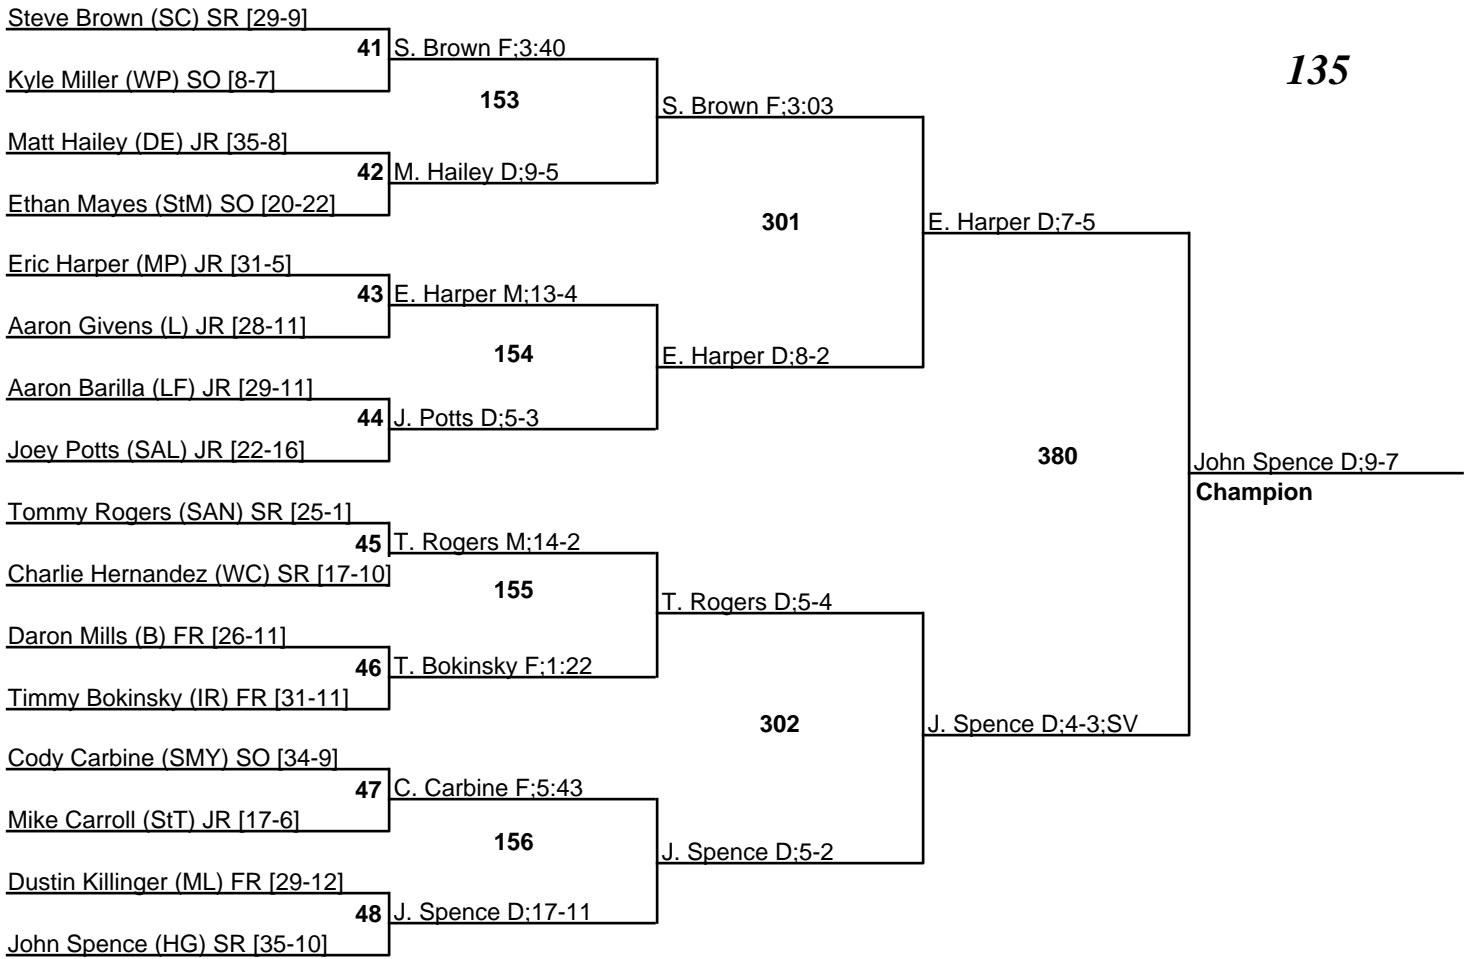 Steve Brown (SC) SR [29-9]
41 S. Brown F;3:40
135
Kyle Miller (WP) SO [8-7]
153
S. Brown F;3:03
Matt Hailey (DE) JR [35-8]
42 M. Hailey D;9-5
Ethan Mayes (StM) SO [20-22]
301
E. Harper D;7-5
Eric Harper (MP) JR [31-5]
43 E. Harper M;13-4
Aaron Givens (L) JR [28-11]
154
E. Harper D;8-2
Aaron Barilla (LF) JR [29-11]
44 J. Potts D;5-3
Joey Potts (SAL) JR [22-16]
380
John Spence D;9-7
Champion
Tommy Rogers (SAN) SR [25-1]
45 T. Rogers M;14-2
Charlie Hernandez (WC) SR [17-10]
155
T. Rogers D;5-4
Daron Mills (B) FR [26-11]
46 T. Bokinsky F;1:22
Timmy Bokinsky (IR) FR [31-11]
302
J. Spence D;4-3;SV
Cody Carbine (SMY) SO [34-9]
47 C. Carbine F;5:43
Mike Carroll (StT) JR [17-6]
156
J. Spence D;5-2
Dustin Killinger (ML) FR [29-12]
48 J. Spence D;17-11
John Spence (HG) SR [35-10]